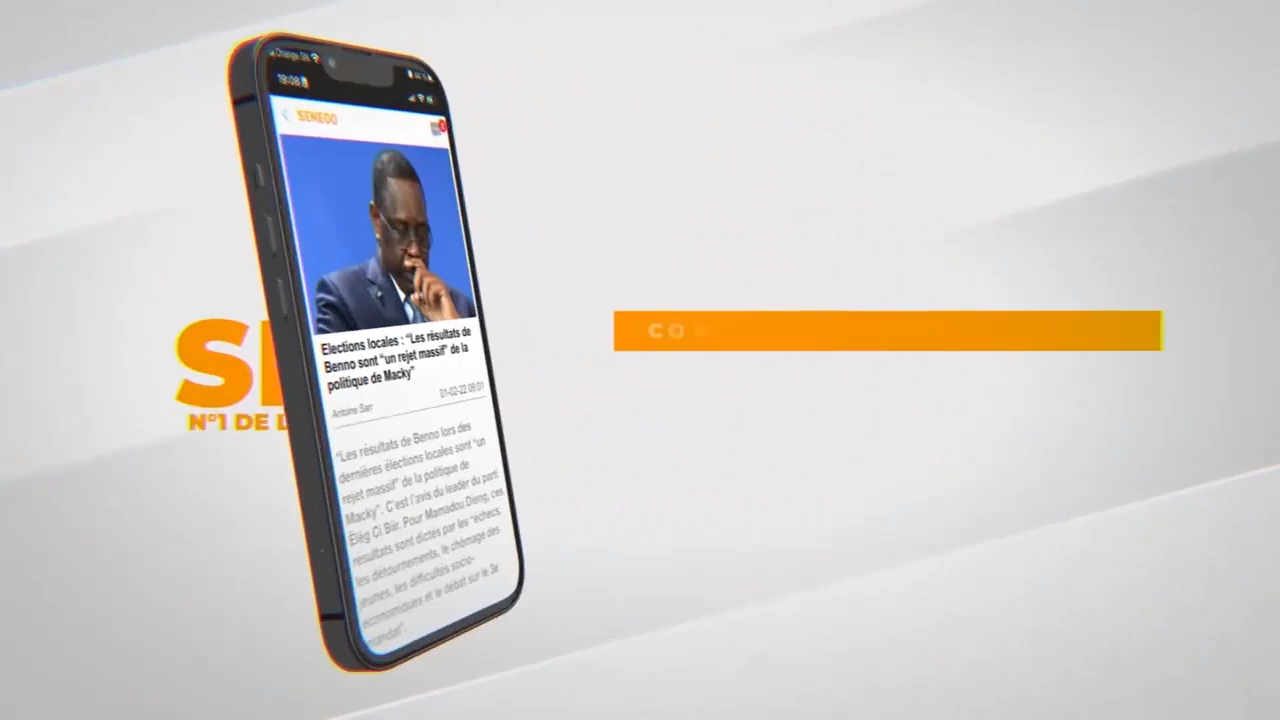 19:08
SENEGO
Elections locales : “Les résultats de
Benno sont “un rejet massif” de la
politique de Macky”
Antoine Sarr
01-02-22 09:01
“Les résultats de Benno lors des
dernières élections locales sont “un
rejet massif” de la politique de
Macky”. C’est l’avis du leader du parti
Élèg Ci Biir. Pour Mamadou Dieng, ces
résultats sont dictés par les “échecs,
les détournements, le chômage des
jeunes, les difficultés socio-
économiques et le débat sur le 3e
mandat”.
SE
N°1 DE L
CO